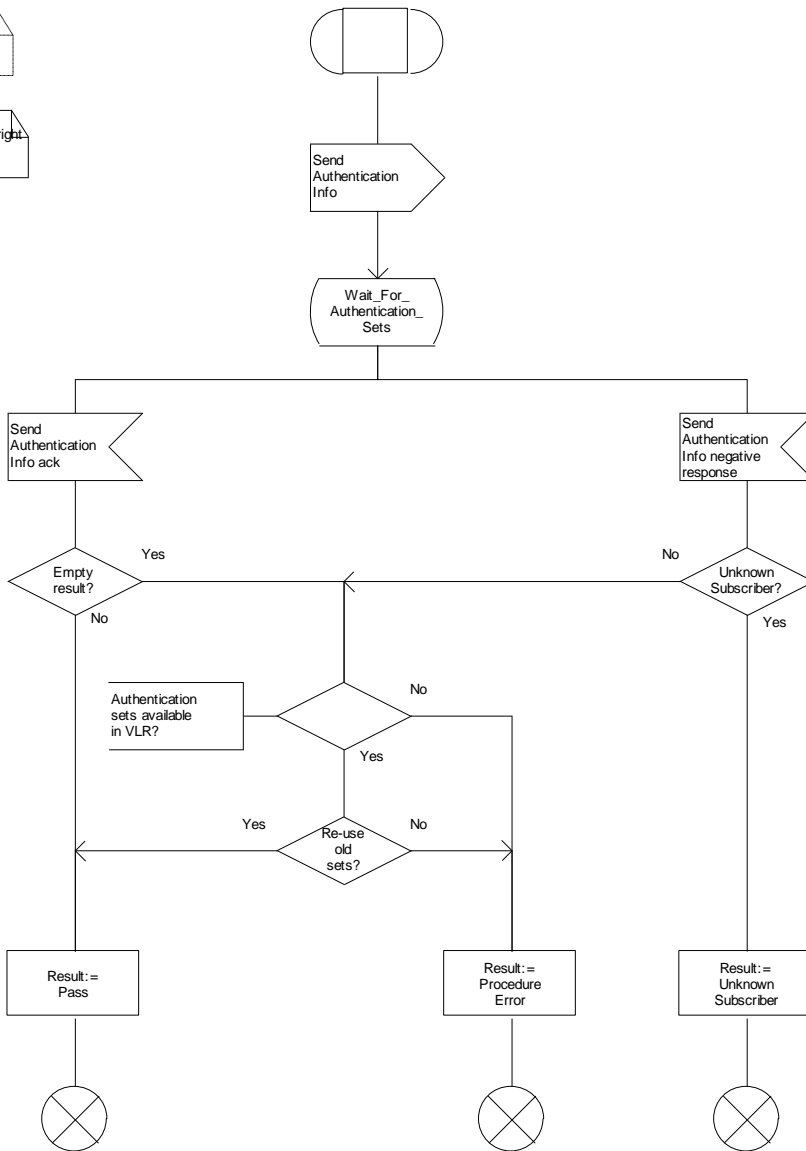 right
Send
Authentication
Info
Wait_For_
Authentication_
Sets
Send
Authentication
Info ack
Send
Authentication
Info negative
response
Yes
No
Empty
result?
Unknown
Subscriber?
No
Yes
Authentication
sets available
in VLR?
No
Yes
Yes
Re-use
old
sets?
No
Result:=
Pass
Result:=
Procedure
Error
Result:=
Unknown
Subscriber